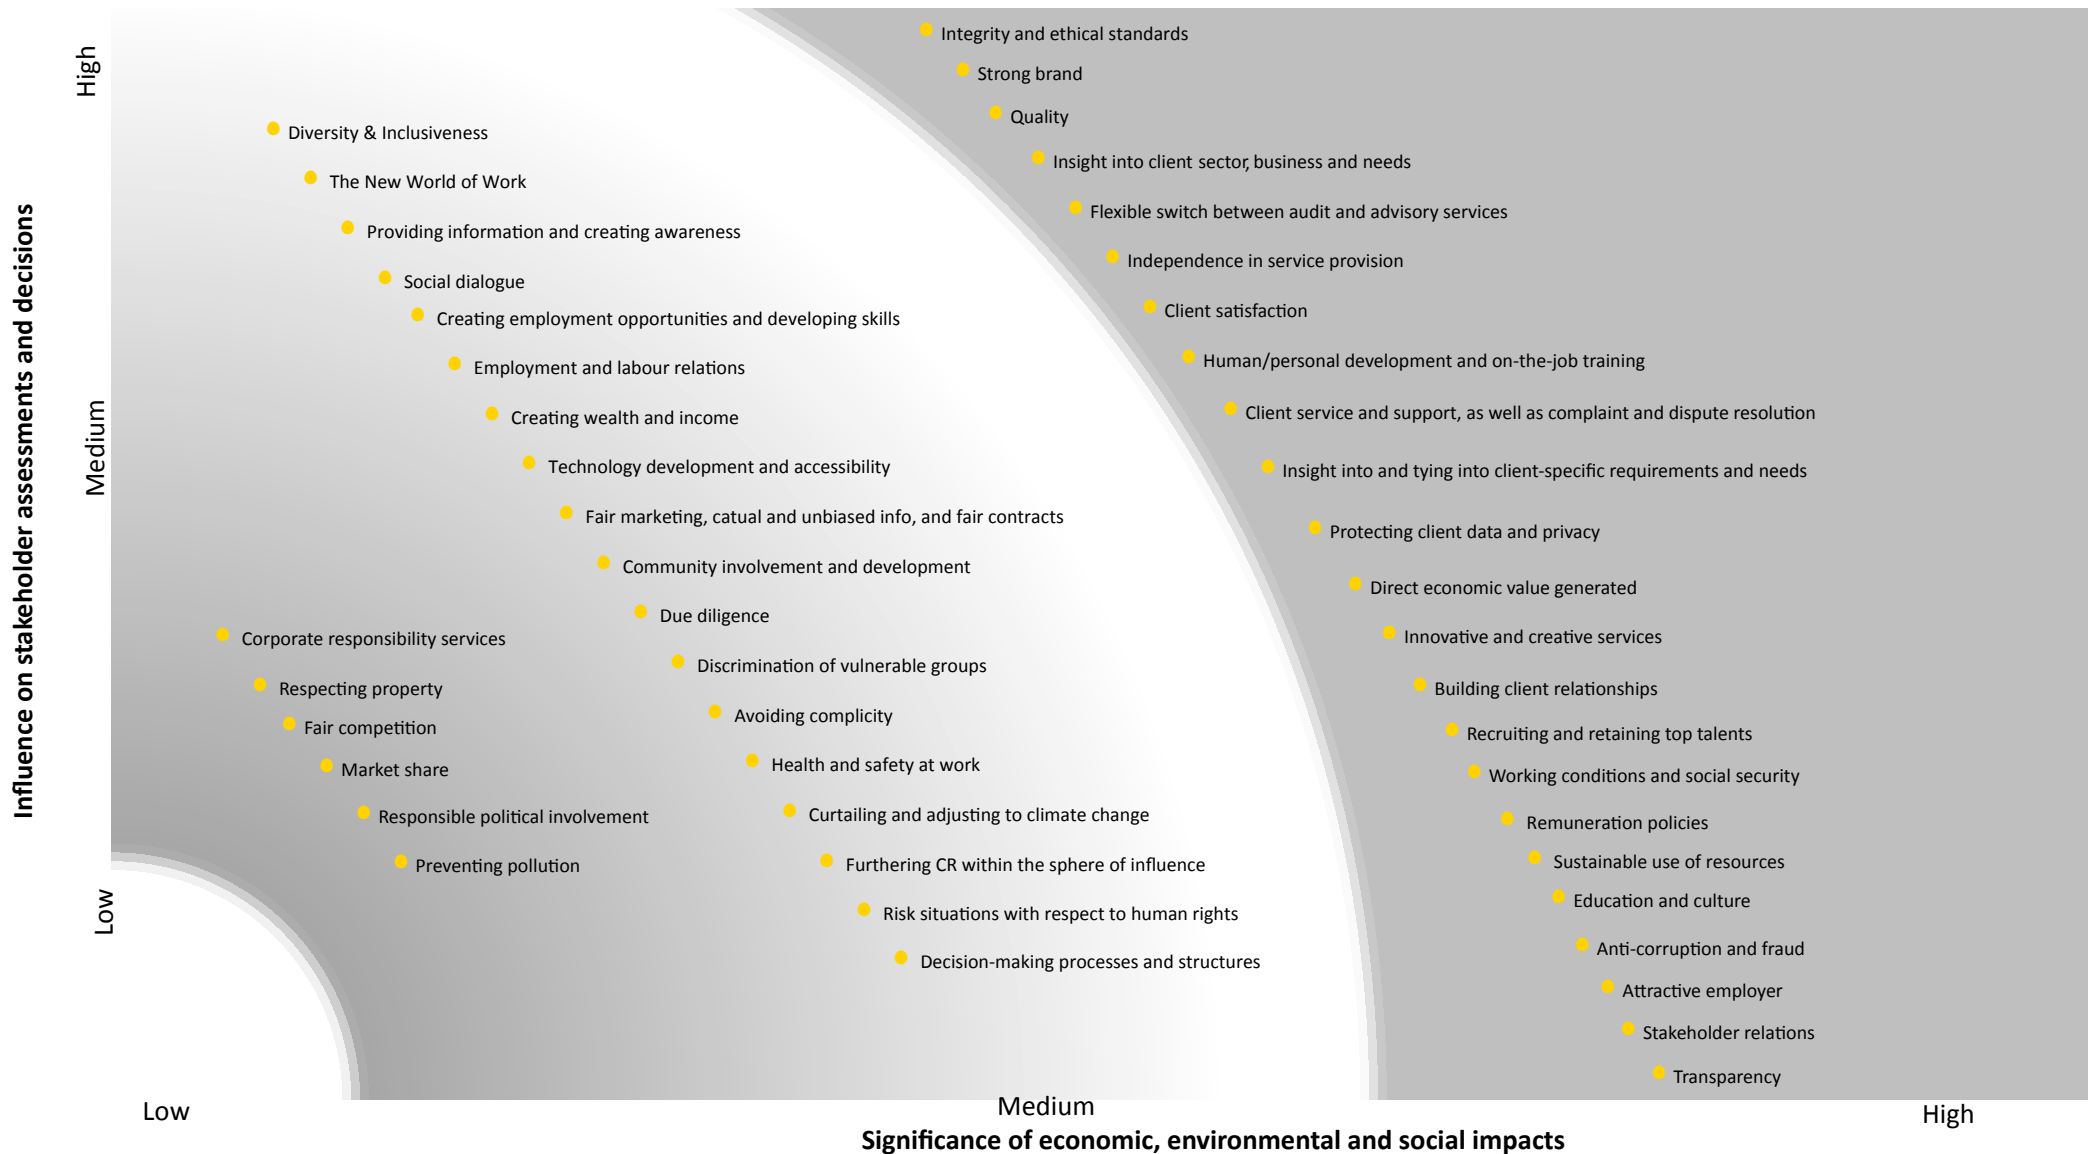 Influence on stakeholder assessments and decisions
High
Medium
Low
Integrity and ethical standards
Strong brand
Quality
Insight into client sector, business and needs
Flexible switch between audit and advisory services
Independence in service provision
Client satisfaction
Human/personal development and on-the-job training
Client service and support, as well as complaint and dispute resolution
Insight into and tying into client-specific requirements and needs
Protecting client data and privacy
Direct economic value generated
Innovative and creative services
Building client relationships
Recruiting and retaining top talents
Working conditions and social security
Remuneration policies
Sustainable use of resources
Education and culture
Anti-corruption and fraud
Attractive employer
Stakeholder relations
Transparency
Diversity & Inclusiveness
The New World of Work
Providing information and creating awareness
Social dialogue
Creating employment opportunities and developing skills
Employment and labour relations
Creating wealth and income
Technology development and accessibility
Fair marketing, catual and unbiased info, and fair contracts
Community involvement and development
Due diligence
Discrimination of vulnerable groups
Avoiding complicity
Health and safety at work
Curtailing and adjusting to climate change
Furthering CR within the sphere of influence
Risk situations with respect to human rights
Decision-making processes and structures
Corporate responsibility services
Respecting property
Fair competition
Market share
Responsible political involvement
Preventing pollution
Low
Medium
High
Significance of economic, environmental and social impacts